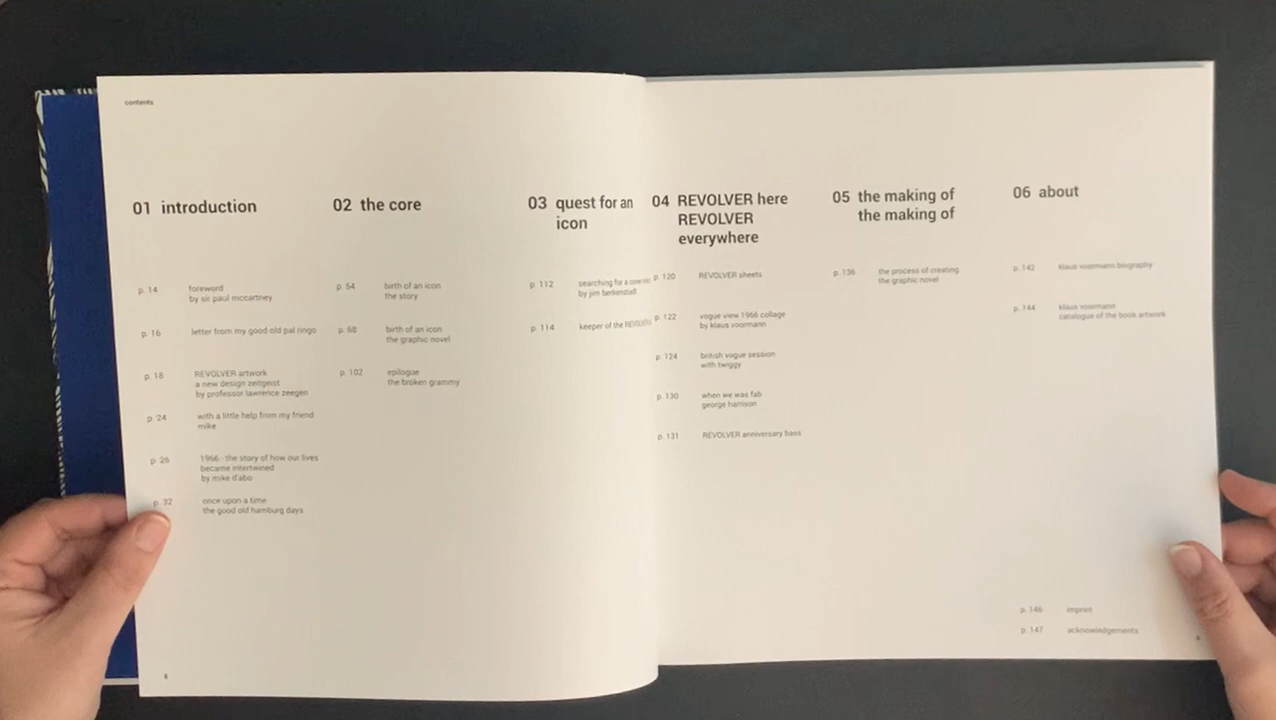 contents
01 introduction
p. 14 foreword
by sir paul mccartney
p. 16 letter from my good old pal ringo
p. 18 REVOLVER artwork
a new design zeitgeist
by professor lawrence zeegen
p. 24 with a little help from my friend
mike
p. 26 1966 - the story of how our lives
became intertwined
by mike d'abo
p. 32 once upon a time
the good old hamburg days
02 the core
p. 54 birth of an icon
the story
p. 68 birth of an icon
the graphic novel
p. 102 epilogue
the broken grammy
03 quest for an
icon
p. 112 searching for a
by jim berkenstadt
p. 114 keeper of the REVOLVER
04 REVOLVER here
REVOLVER
everywhere
p. 120 REVOLVER sheets
p. 122 vogue view 1966 collage
by klaus voormann
p. 124 british vogue session
with twiggy
p. 130 when we was fab
george harrison
p. 131 REVOLVER anniversary bass
05 the making of
the making of
p. 136 the process of creating
the graphic novel
06 about
p. 142 klaus voormann biography
p. 144 klaus voormann
catalogue of the book artwork
p. 146 imprint
p. 147 acknowledgements
8